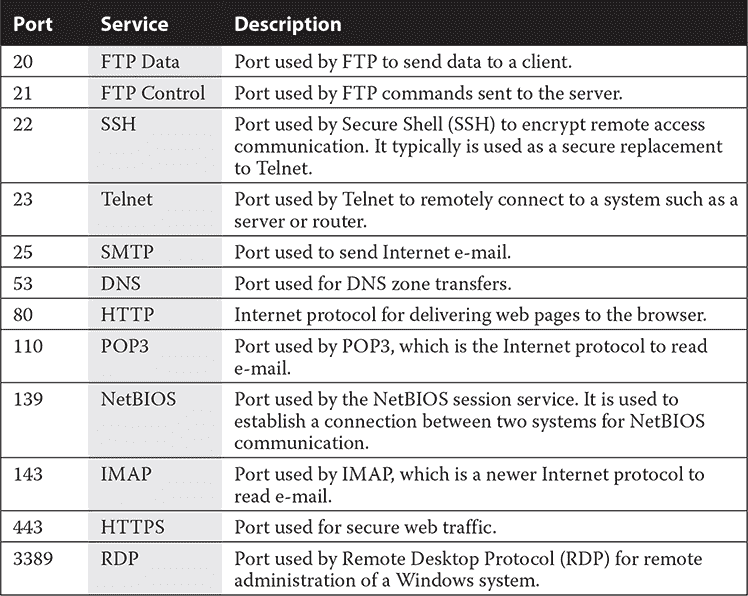 Port Service Description
20 FTP Data Port used by FTP to send data to a client.
21 FTP Control Port used by FTP commands sent to the server.
22 SSH Port used by Secure Shell (SSH) to encrypt remote access
communication. It typically is used as a secure replacement
to Telnet.
23 Telnet Port used by Telnet to remotely connect to a system such as a
server or router.
25 SMTP Port used to send Internet e-mail.
53 DNS Port used for DNS zone transfers.
80 HTTP Internet protocol for delivering web pages to the browser.
110 POP3 Port used by POP3, which is the Internet protocol to read
e-mail.
139 NetBIOS Port used by the NetBIOS session service. It is used to
establish a connection between two systems for NetBIOS
communication.
143 IMAP Port used by IMAP, which is a newer Internet protocol to
read e-mail.
443 HTTPS Port used for secure web traffic.
3389 RDP Port used by Remote Desktop Protocol (RDP) for remote
administration of a Windows system.